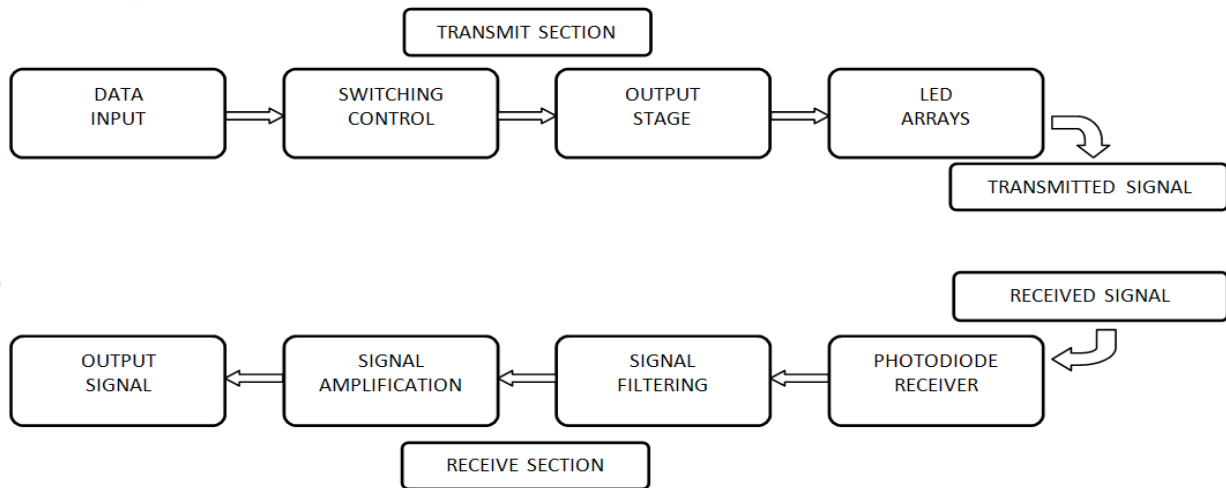 TRANSMIT SECTION
DATA
INPUT
SWITCHING
CONTROL
OUTPUT
STAGE
LED
ARRAYS
TRANSMITTED SIGNAL
RECEIVED SIGNAL
OUTPUT
SIGNAL
SIGNAL
AMPLIFICATION
SIGNAL
FILTERING
PHOTODIODE
RECEIVER
RECEIVE SECTION